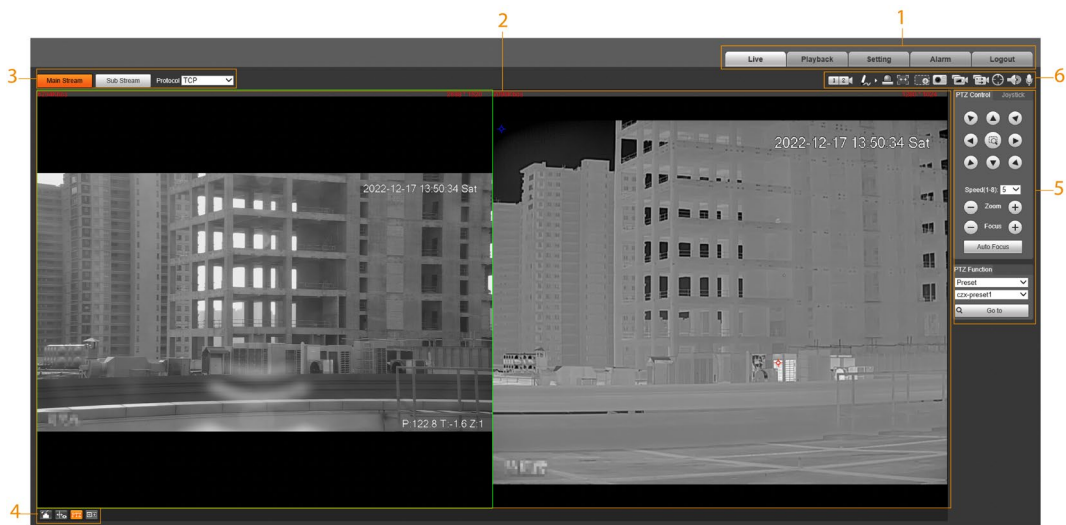 2
1
Live Playback Setting Alarm Logout
3
Main Stream Sub Stream Protocol TCP
1 2
6
PTZ Control Joystick
2022-12-17 13:50:34 Sat
2022-12-17 13:50:34 Sat
Speed(1-8): 5
5
Zoom
Focus
Auto Focus
PTZ Function
Preset
czx-preset1
Go to
P:122.8 T:-1.6 Z:1
4